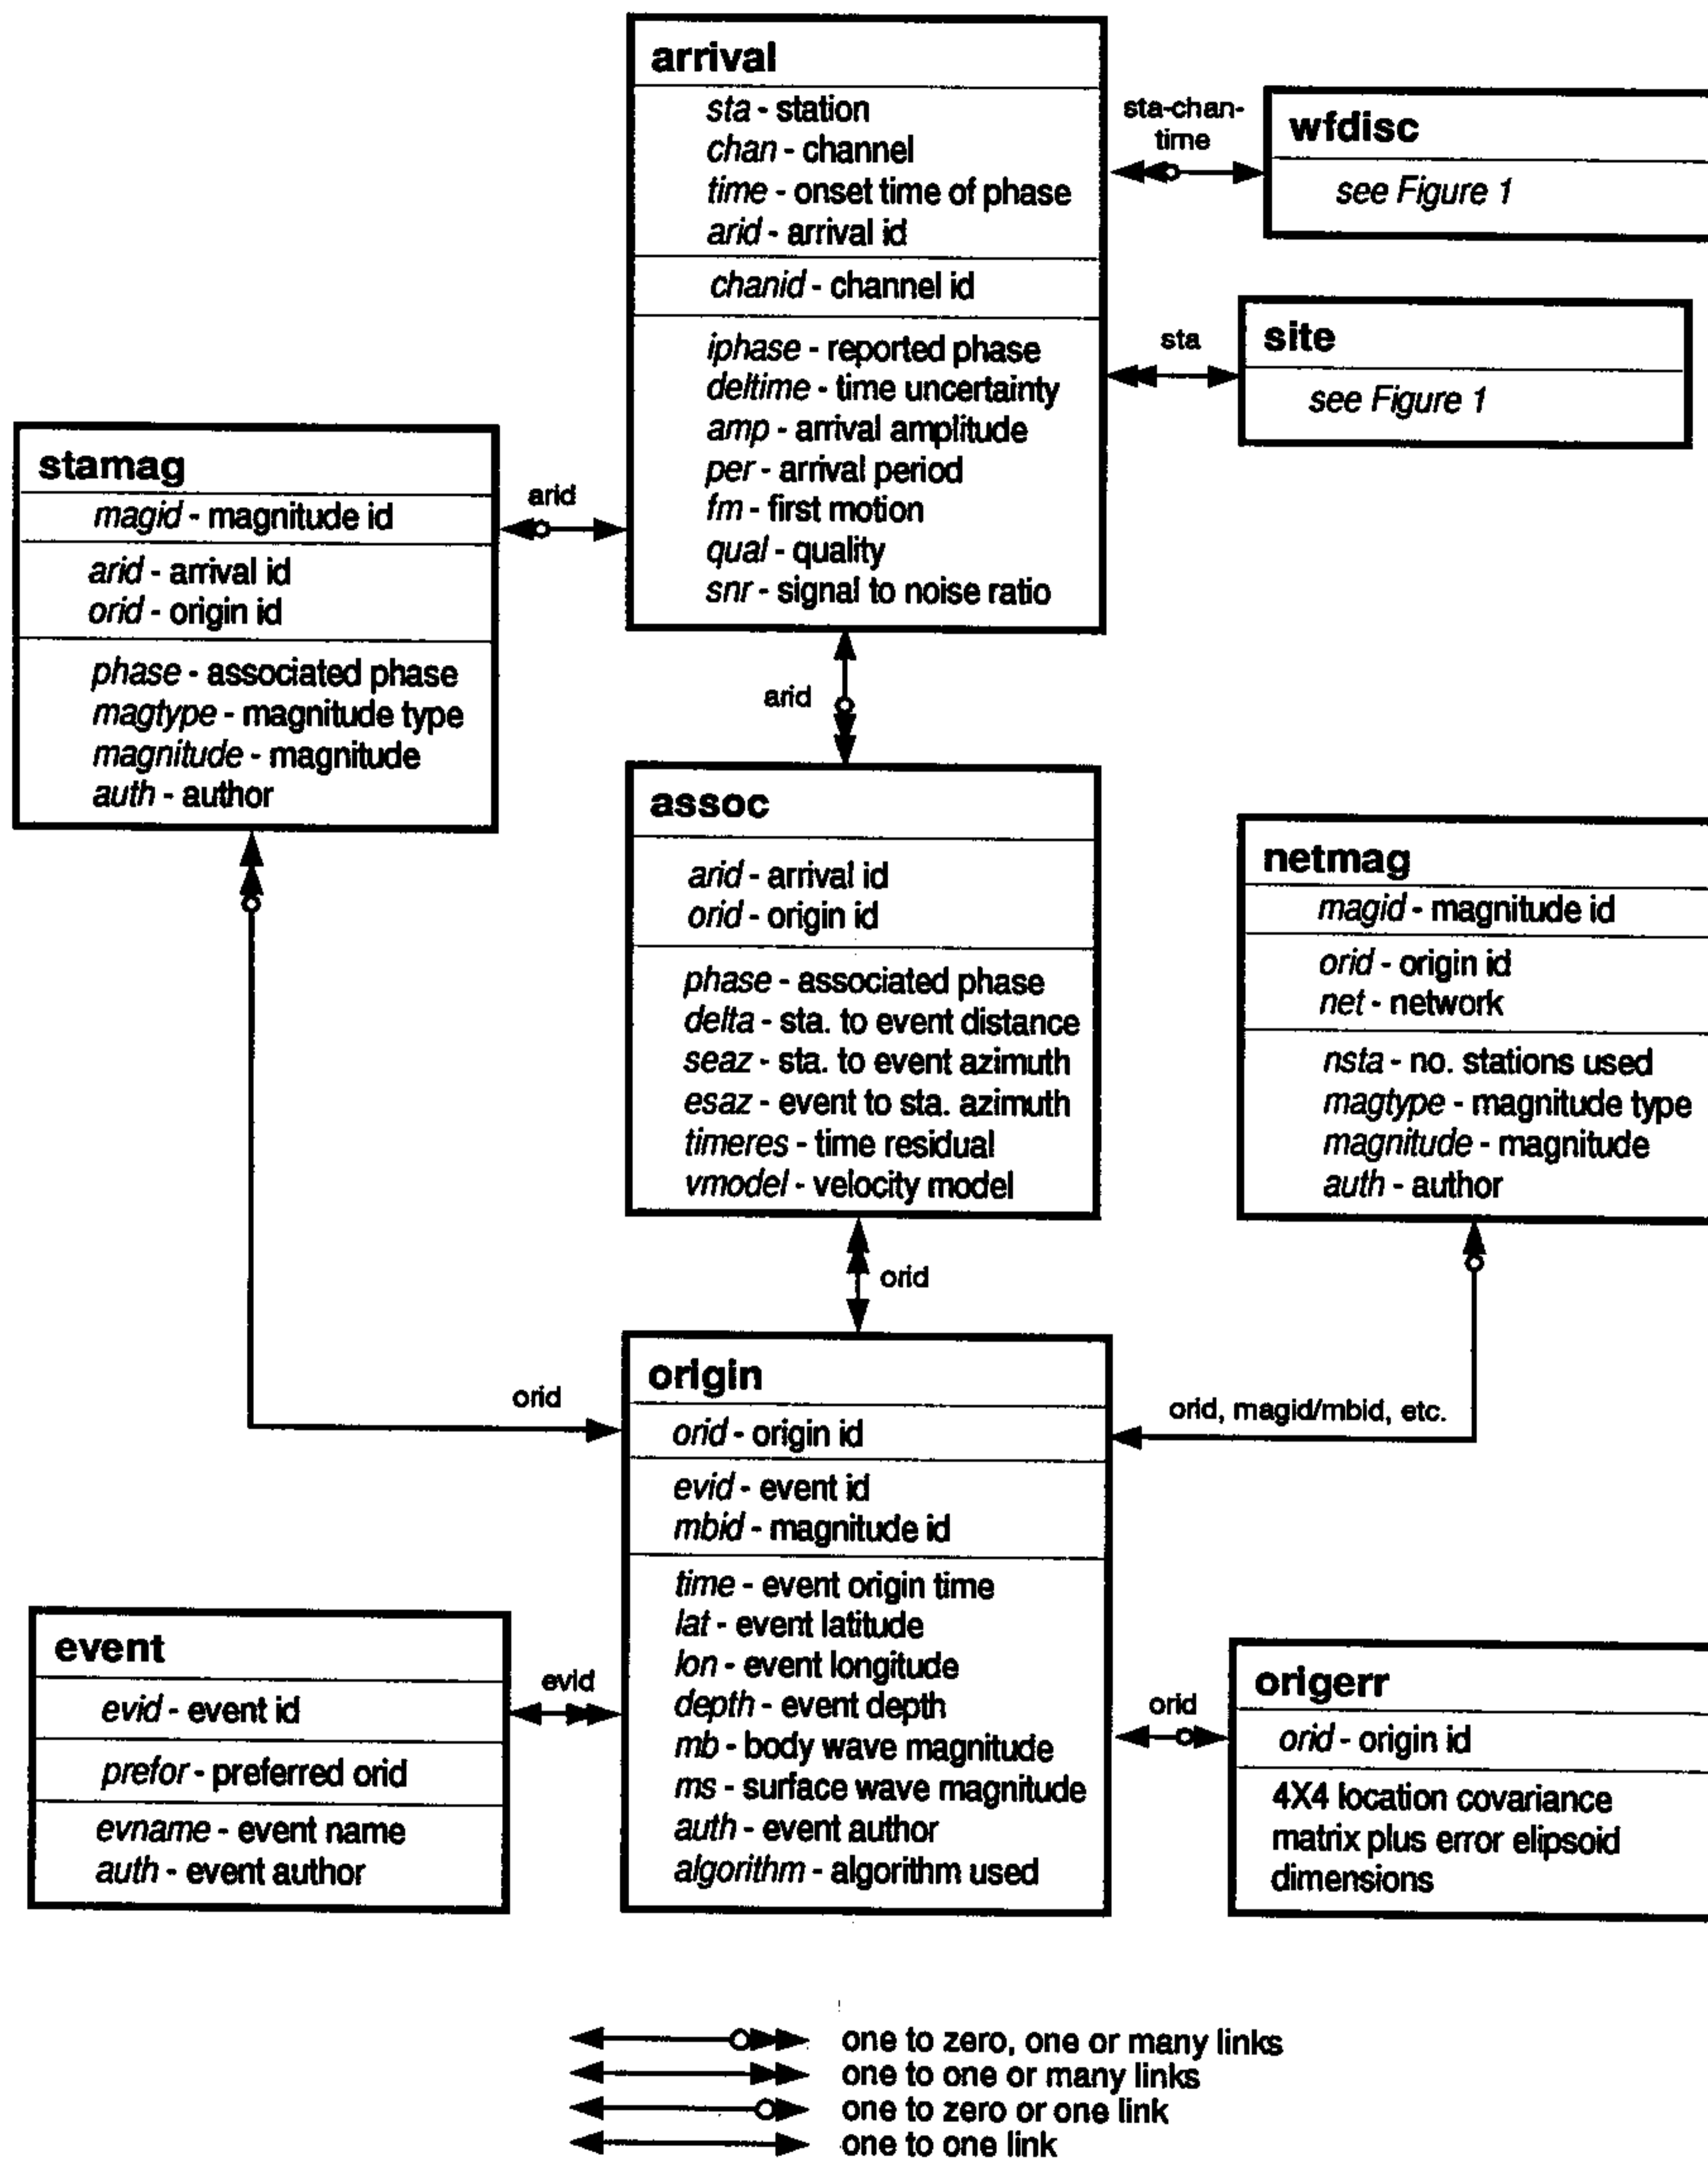 arrival
sta - station
chan - channel
time - onset time of phase
arid - arrival id
chanid - channel id
iphase - reported phase
deltime - time uncertainty
amp - arrival amplitude
per - arrival period
fm - first motion
qual - quality
snr - signal to noise ratio
sta-chan-
time
wfdisc
see Figure 1
sta
site
see Figure 1
stamag
magid - magnitude id
arid - arrival id
orid - origin id
phase - associated phase
magtype - magnitude type
magnitude - magnitude
auth - author
arid
arid
assoc
arid - arrival id
orid - origin id
phase - associated phase
delta - sta. to event distance
seaz - sta. to event azimuth
esaz - event to sta. azimuth
timeres - time residual
vmodel - velocity model
netmag
magid - magnitude id
orid - origin id
net - network
nsta - no. stations used
magtype - magnitude type
magnitude - magnitude
auth - author
orid
orid
orid, magid/mbid, etc.
origin
orid - origin id
evid - event id
mbid - magnitude id
time - event origin time
lat - event latitude
lon - event longitude
depth - event depth
mb - body wave magnitude
ms - surface wave magnitude
auth - event author
algorithm - algorithm used
event
evid - event id
prefor - preferred orid
evname - event name
auth - event author
evid
orid
origerr
orid - origin id
4X4 location covariance
matrix plus error elipsoid
dimensions
one to zero, one or many links
one to one or many links
one to zero or one link
one to one link